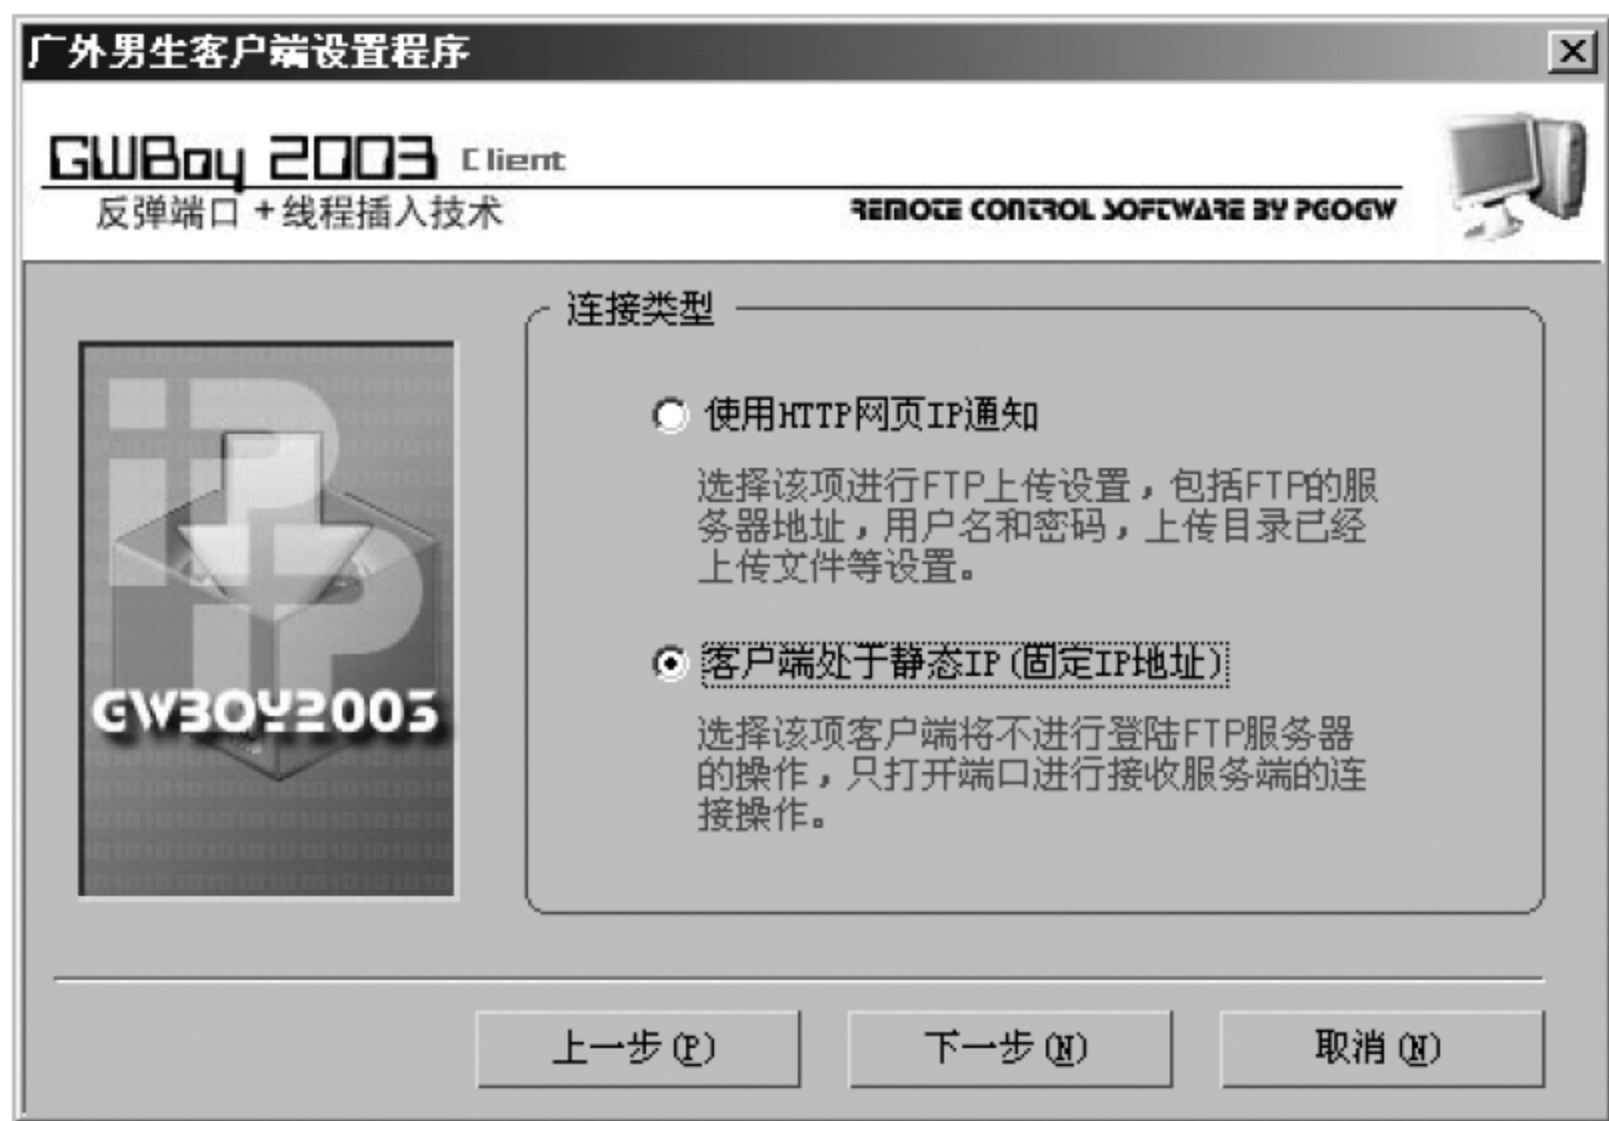 广外男生客户端设置程序
GWBoy 2003 Client
反弹端口＋线程插入技术
REMOTE CONTROL SOFTWARE BY PGOGW
连接类型
使用HTTP网页IP通知
选择该项进行FTP上传设置，包括FTP的服
务器地址，用户名和密码，上传目录已经
上传文件等设置。
iP
iP
GWBOY2003
客户端处于静态IP(固定IP地址)
选择该项客户端将不进行登陆FTP服务器
的操作，只打开端口进行接收服务端的连
接操作。
上一步(P)
下一步(N)
取消(N)